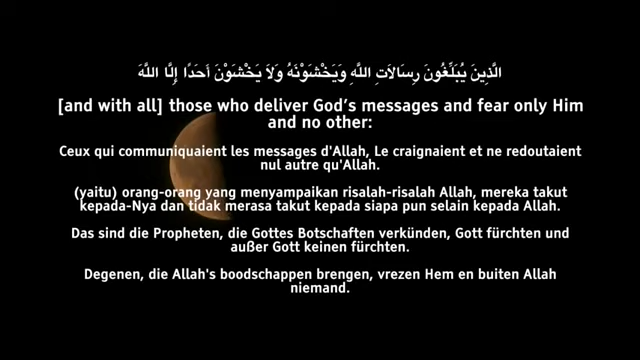 الَّذِينَ يُبَلِّغُونَ رِسَالَاتِ اللَّهِ وَيَخْشَوْنَهُ وَلَا يَخْشَوْنَ أَحَدًا إِلَّا اللَّهَ
[and with all] those who deliver God's messages and fear only Him
and no other:
Ceux qui communiquaient les messages d'Allah, Le craignaient et ne redoutaient
nul autre qu'Allah.
(yaitu) orang-orang yang menyampaikan risalah-risalah Allah, mereka takut
kepada-Nya dan tidak merasa takut kepada siapa pun selain kepada Allah.
Das sind die Propheten, die Gottes Botschaften verkünden, Gott fürchten und
außer Gott keinen fürchten.
Degenen, die Allah's boodschappen brengen, vrezen Hem en buiten Allah
niemand.